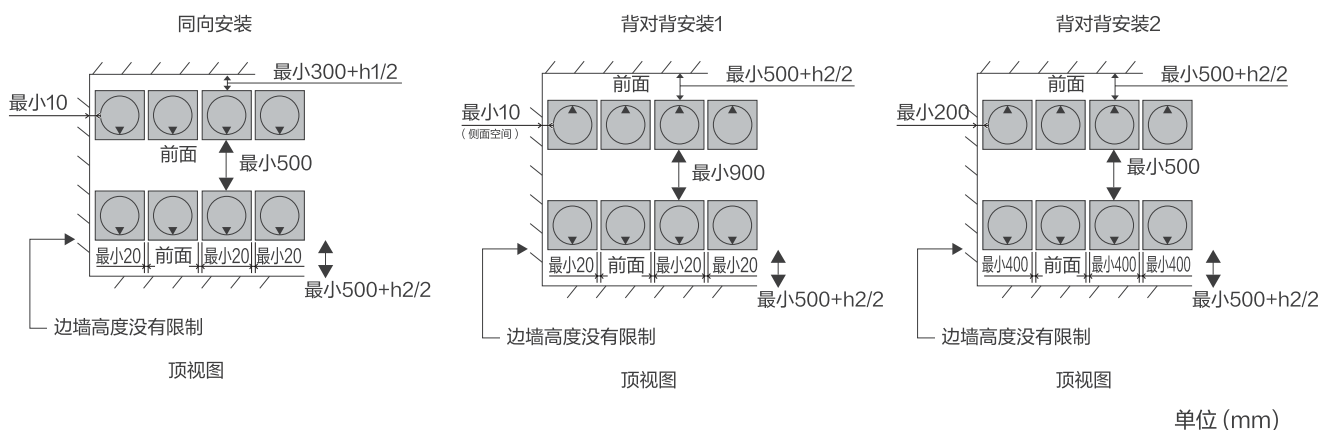 同向安装
最小300+h1/2
最小10
前面
最小500
最小20
前面
最小20
最小20
最小500+h2/2
边墙高度没有限制
顶视图
背对背安装1
前面
最小500+h2/2
最小10
（侧面空间）
最小900
最小20
前面
最小20
最小20
最小500+h2/2
边墙高度没有限制
顶视图
背对背安装2
前面
最小500+h2/2
最小200
最小500
最小400
前面
最小400
最小400
最小500+h2/2
边墙高度没有限制
顶视图
单位 (mm)